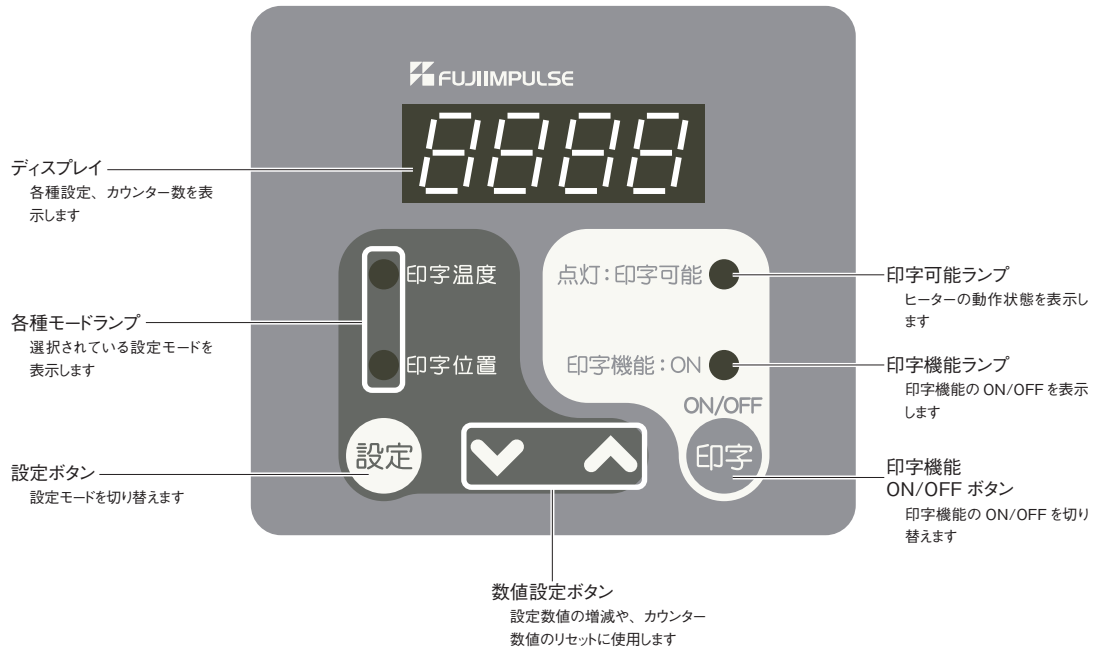 FUJIIMPULSE
8888
ディスプレイ
各種設定、カウンター数を表
示します
印字温度
点灯：印字可能
印字可能ランプ
ヒーターの動作状態を表示し
ます
各種モードランプ
選択されている設定モードを
表示します
印字位置
印字機能：ON
印字機能ランプ
印字機能の ON/OFF を表示
します
ON/OFF
設定
印字
設定ボタン
設定モードを切り替えます
印字機能
ON/OFF ボタン
印字機能の ON/OFF を切り
替えます
数値設定ボタン
設定数値の増減や、カウンター
数値のリセットに使用します